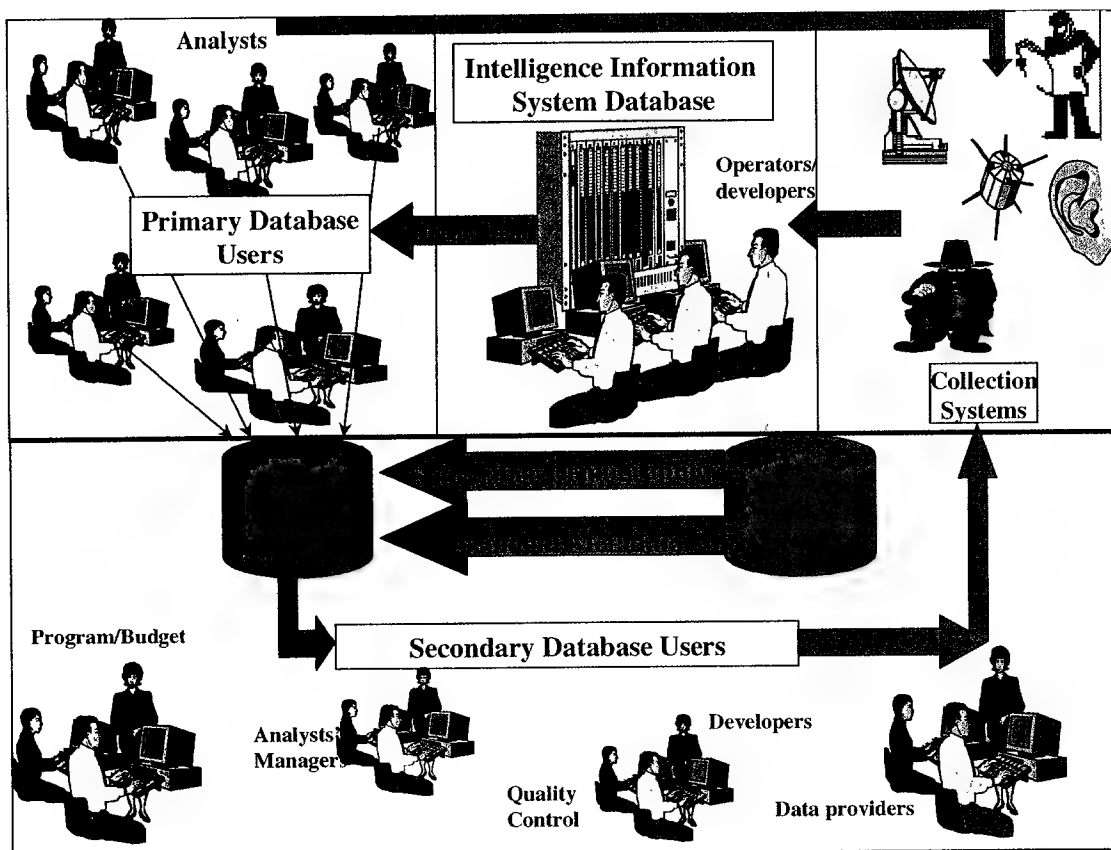 Analysts
Intelligence Information
System Database
Operators/
developers
Primary Database
Users
Collection
Systems
Program/Budget
Secondary Database Users
Analysts'
Managers
Developers
Quality
Control
Data providers